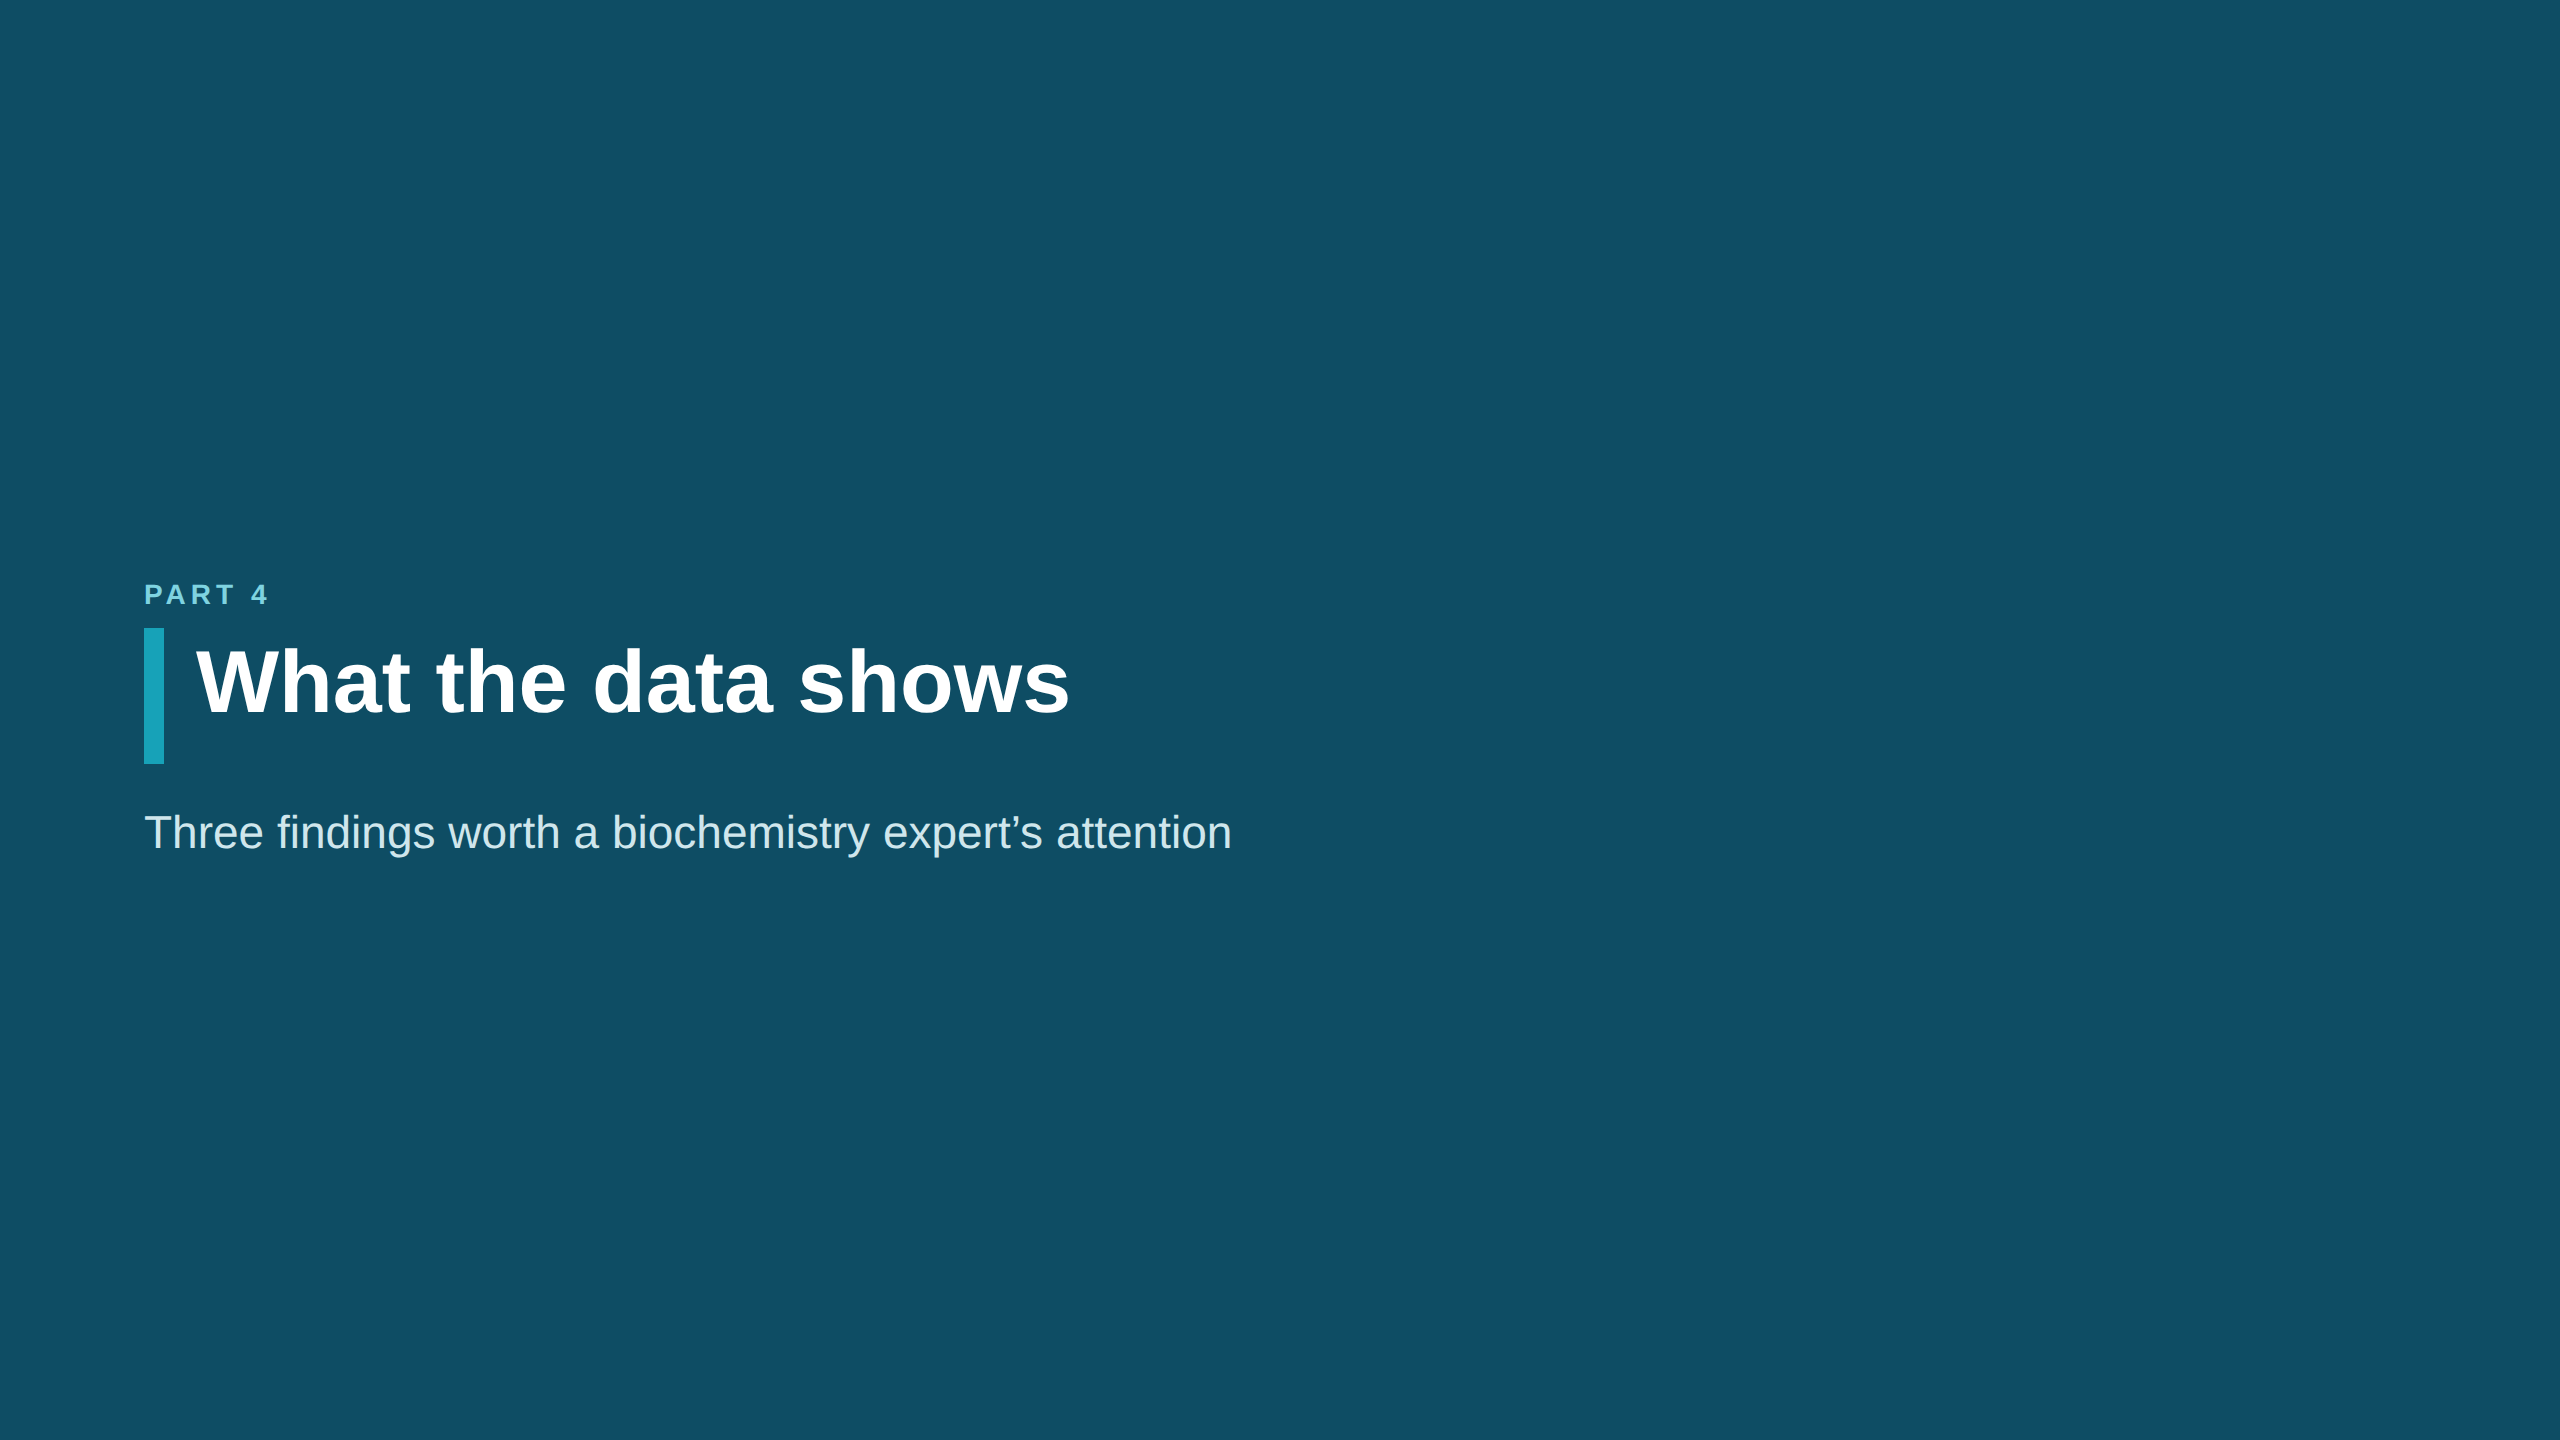 PART 4
What the data shows
Three findings worth a biochemistry expert’s attention